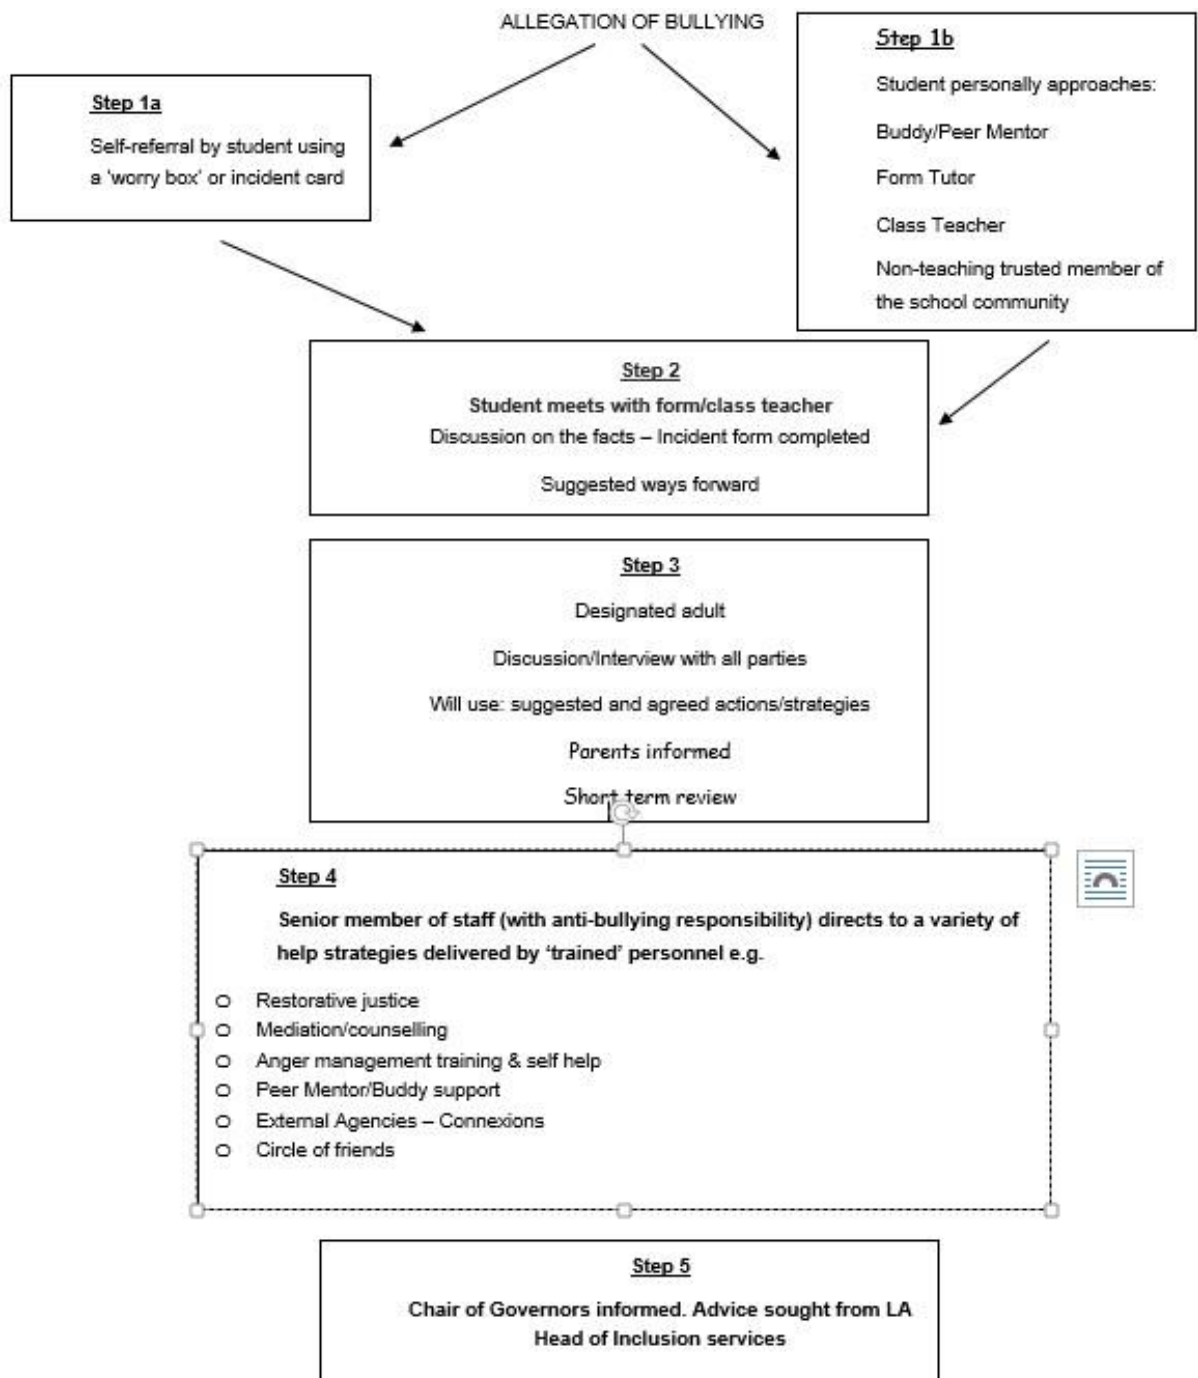 ALLEGATION OF BULLYING
Step 1a
Self-referral by student using
a ‘worry box’ or incident card
Step 1b
Student personally approaches:
Buddy/Peer Mentor
Form Tutor
Class Teacher
Non-teaching trusted member of
the school community
Step 2
Student meets with form/class teacher
Discussion on the facts – Incident form completed
Suggested ways forward
Step 3
Designated adult
Discussion/Interview with all parties
Will use: suggested and agreed actions/strategies
Parents informed
Short term review
Step 4
Senior member of staff (with anti-bullying responsibility) directs to a variety of
help strategies delivered by ‘trained’ personnel e.g.
o Restorative justice
o Mediation/counselling
o Anger management training & self help
o Peer Mentor/Buddy support
o External Agencies – Connexions
o Circle of friends
Step 5
Chair of Governors informed. Advice sought from LA
Head of Inclusion services